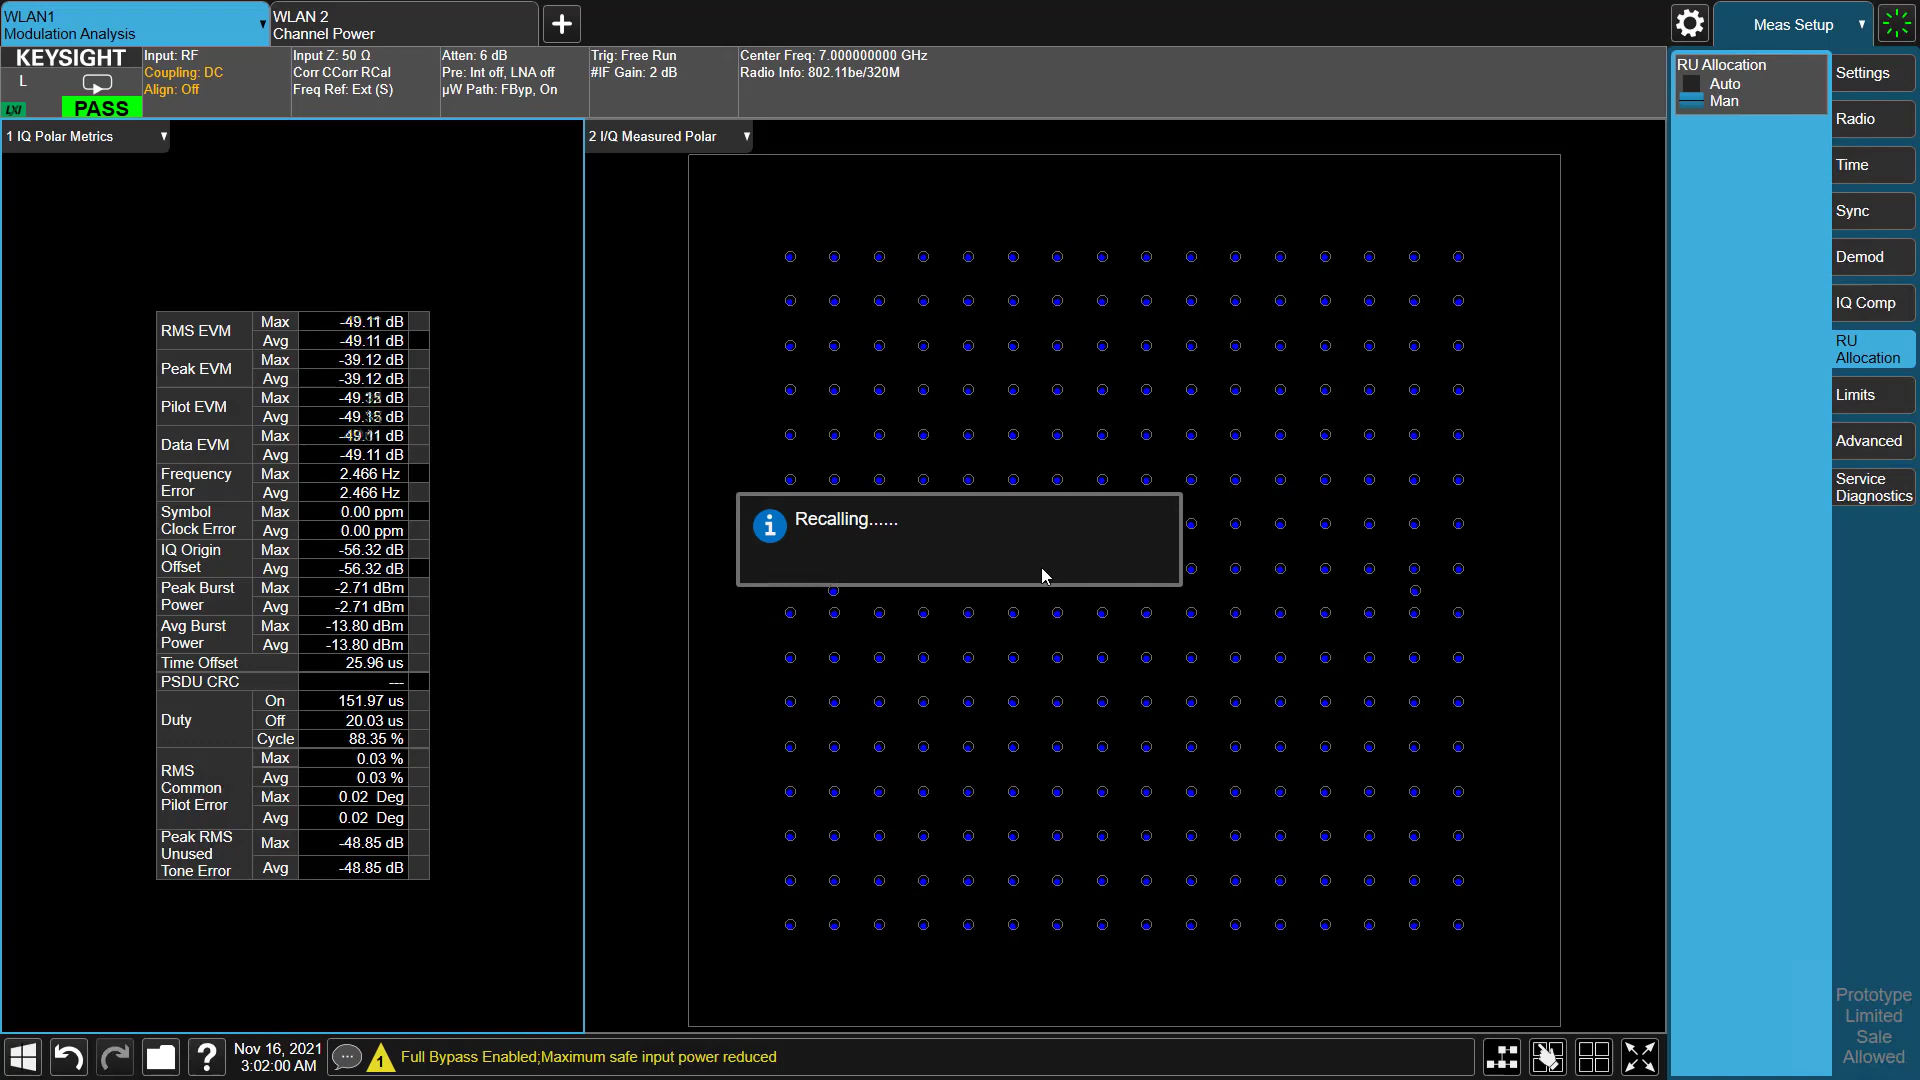 WLAN1
Modulation Analysis
WLAN 2
Channel Power
Meas Setup
KEYSIGHT
L
LXI
PASS
Input: RF
Coupling: DC
Align: Off
Input Z: 50 Ω
Corr CCorr RCal
Freq Ref: Ext (S)
Atten: 6 dB
Pre: Int off, LNA off
µW Path: FByp, On
Trig: Free Run
#IF Gain: 2 dB
Center Freq: 7.000000000 GHz
Radio Info: 802.11be/320M
RU Allocation
Auto
Man
Settings
Radio
Time
Sync
Demod
IQ Comp
RU
Allocation
Limits
Advanced
Service
Diagnostics
1 IQ Polar Metrics
2 I/Q Measured Polar
RMS EVM Max -49.11 dB
Avg -49.11 dB
Peak EVM Max -39.12 dB
Avg -39.12 dB
Pilot EVM Max dB
Avg dB
Data EVM Max dB
Avg -49.11 dB
Frequency Error Max 2.466 Hz
Avg 2.466 Hz
Symbol Clock Error Max 0.00 ppm
Avg 0.00 ppm
IQ Origin Offset Max -56.32 dB
Avg -56.32 dB
Peak Burst Power Max -2.71 dBm
Avg -2.71 dBm
Avg Burst Power Max -13.80 dBm
Avg -13.80 dBm
Time Offset 25.96 us
PSDU CRC ---
Duty On 151.97 us
Off 20.03 us
Cycle 88.35 %
RMS Common Pilot Error Max 0.03 %
Avg 0.03 %
Max 0.02 Deg
Avg 0.02 Deg
Peak RMS Unused Tone Error Max -48.85 dB
Avg -48.85 dB
Recalling......
Prototype
Limited
Sale
Allowed
Nov 16, 2021
3:02:00 AM
1
Full Bypass Enabled;Maximum safe input power reduced